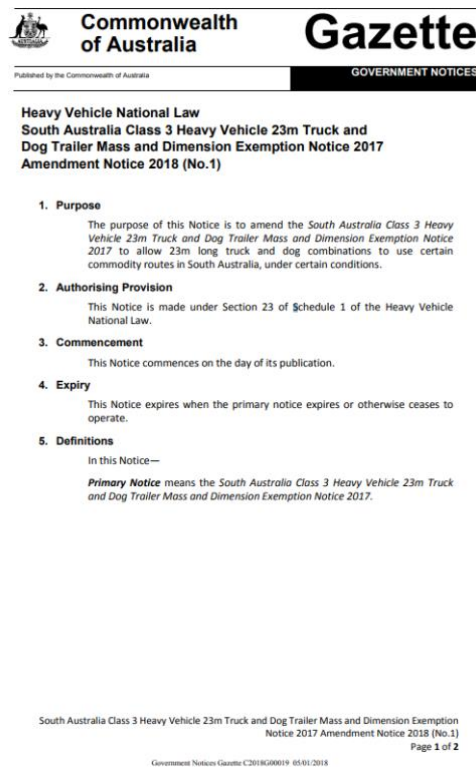 Commonwealth
of Australia
Gazette
Published by the Commonwealth of Australia
GOVERNMENT NOTICES
Heavy Vehicle National Law
South Australia Class 3 Heavy Vehicle 23m Truck and
Dog Trailer Mass and Dimension Exemption Notice 2017
Amendment Notice 2018 (No.1)
1. Purpose
The purpose of this Notice is to amend the South Australia Class 3 Heavy
Vehicle 23m Truck and Dog Trailer Mass and Dimension Exemption Notice
2017 to allow 23m long truck and dog combinations to use certain
commodity routes in South Australia, under certain conditions.
2. Authorising Provision
This Notice is made under Section 23 of Schedule 1 of the Heavy Vehicle
National Law.
3. Commencement
This Notice commences on the day of its publication.
4. Expiry
This Notice expires when the primary notice expires or otherwise ceases to
operate.
5. Definitions
In this Notice—
Primary Notice means the South Australia Class 3 Heavy Vehicle 23m Truck
and Dog Trailer Mass and Dimension Exemption Notice 2017.
South Australia Class 3 Heavy Vehicle 23m Truck and Dog Trailer Mass and Dimension Exemption
Notice 2017 Amendment Notice 2018 (No.1)
Page 1 of 2
Government Notices Gazette C2018G00019 05/01/2018